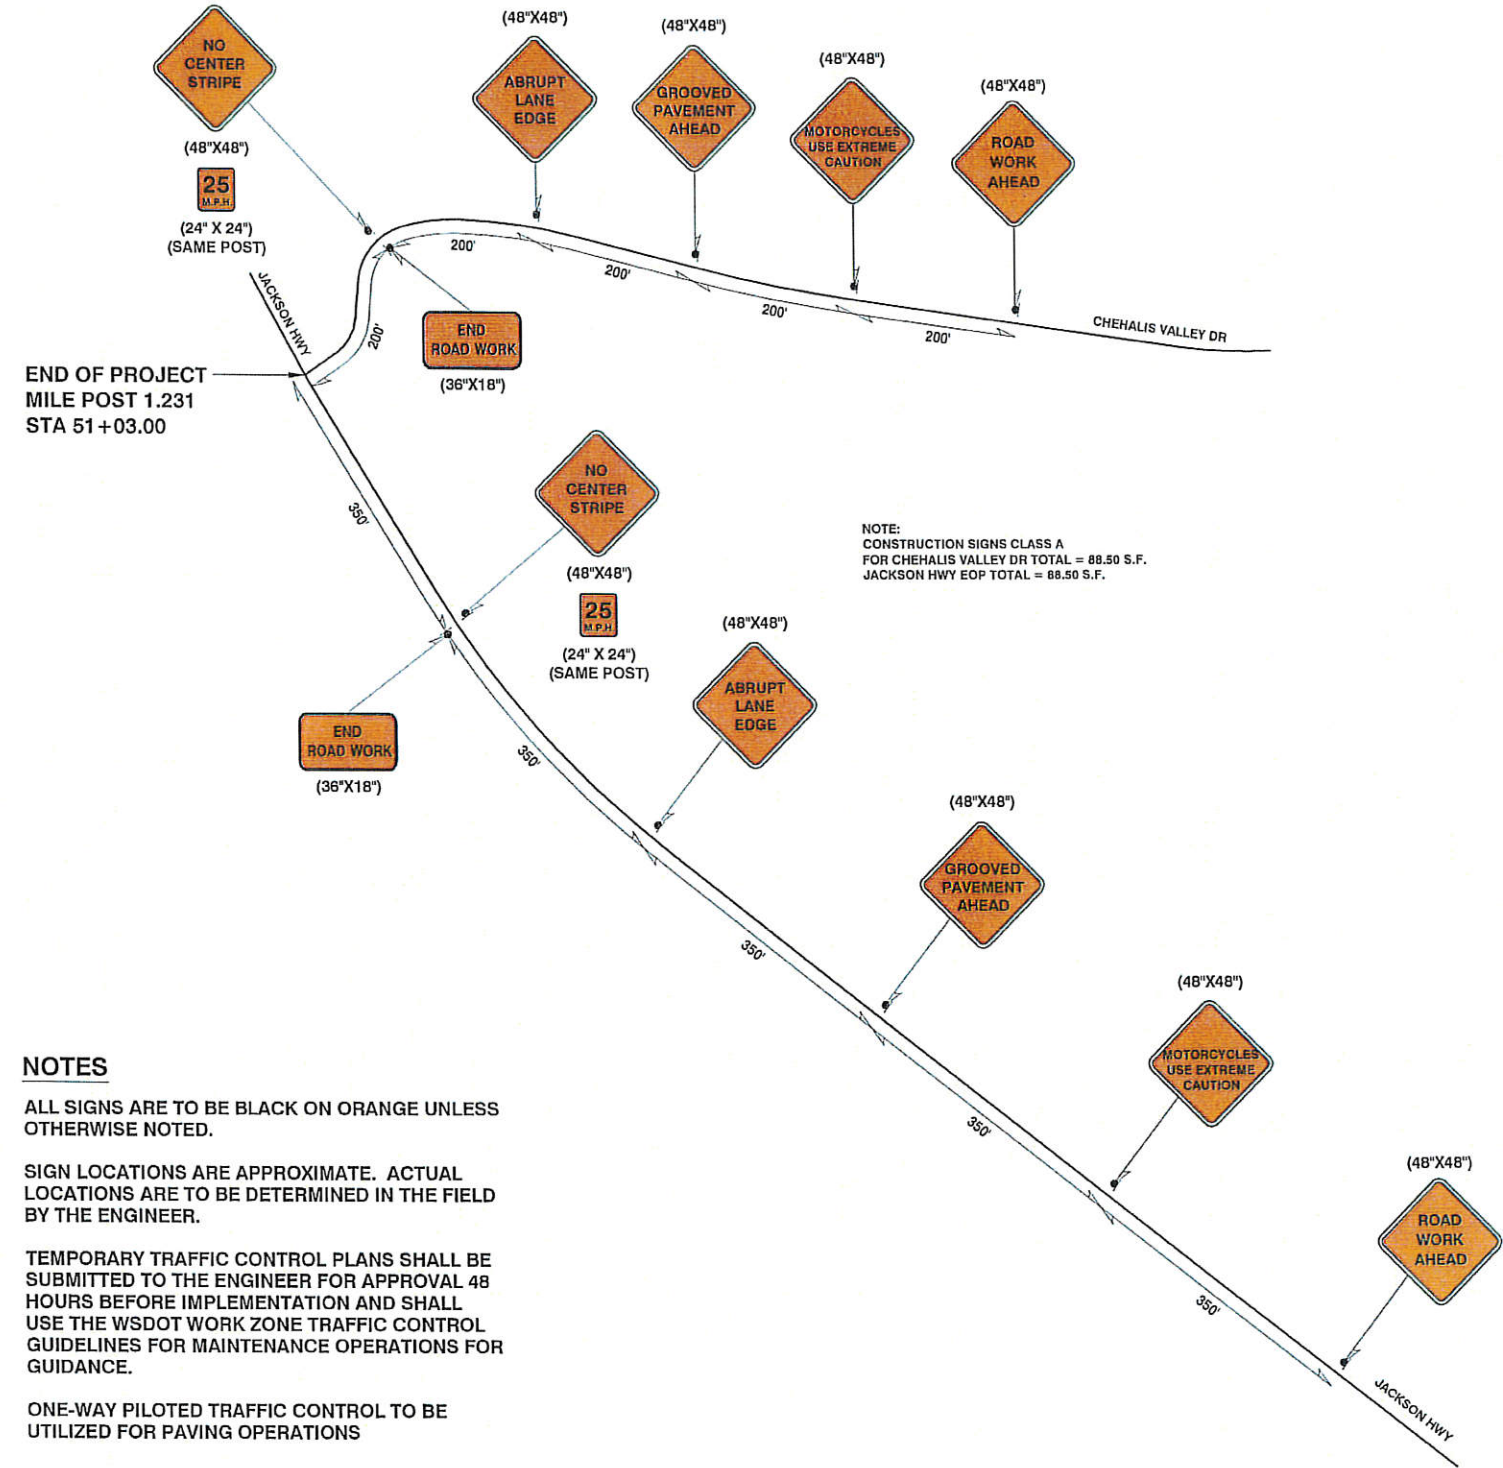 NO
CENTER
STRIPE
(48"X48")
25
M.P.H.
(24" X 24")
(SAME POST)
(48"X48")
ABRUPT
LANE
EDGE
(48"X48")
GROOVED
PAVEMENT
AHEAD
(48"X48")
MOTORCYCLES
USE EXTREME
CAUTION
(48"X48")
ROAD
WORK
AHEAD
200'
200'
200'
200'
200'
CHEHALIS VALLEY DR
JACKSON HWY
END
ROAD WORK
(36"X18")
END OF PROJECT
MILE POST 1.231
STA 51+03.00
350'
NO
CENTER
STRIPE
(48"X48")
25
M.P.H
(24" X 24")
(SAME POST)
NOTE:
CONSTRUCTION SIGNS CLASS A
FOR CHEHALIS VALLEY DR TOTAL = 88.50 S.F.
JACKSON HWY EOP TOTAL = 88.50 S.F.
END
ROAD WORK
(36"X18")
350'
(48"X48")
ABRUPT
LANE
EDGE
350'
(48"X48")
GROOVED
PAVEMENT
AHEAD
350'
(48"X48")
MOTORCYCLES
USE EXTREME
CAUTION
350'
(48"X48")
ROAD
WORK
AHEAD
JACKSON HWY
NOTES
ALL SIGNS ARE TO BE BLACK ON ORANGE UNLESS
OTHERWISE NOTED.
SIGN LOCATIONS ARE APPROXIMATE. ACTUAL
LOCATIONS ARE TO BE DETERMINED IN THE FIELD
BY THE ENGINEER.
TEMPORARY TRAFFIC CONTROL PLANS SHALL BE
SUBMITTED TO THE ENGINEER FOR APPROVAL 48
HOURS BEFORE IMPLEMENTATION AND SHALL
USE THE WSDOT WORK ZONE TRAFFIC CONTROL
GUIDELINES FOR MAINTENANCE OPERATIONS FOR
GUIDANCE.
ONE-WAY PILOTED TRAFFIC CONTROL TO BE
UTILIZED FOR PAVING OPERATIONS